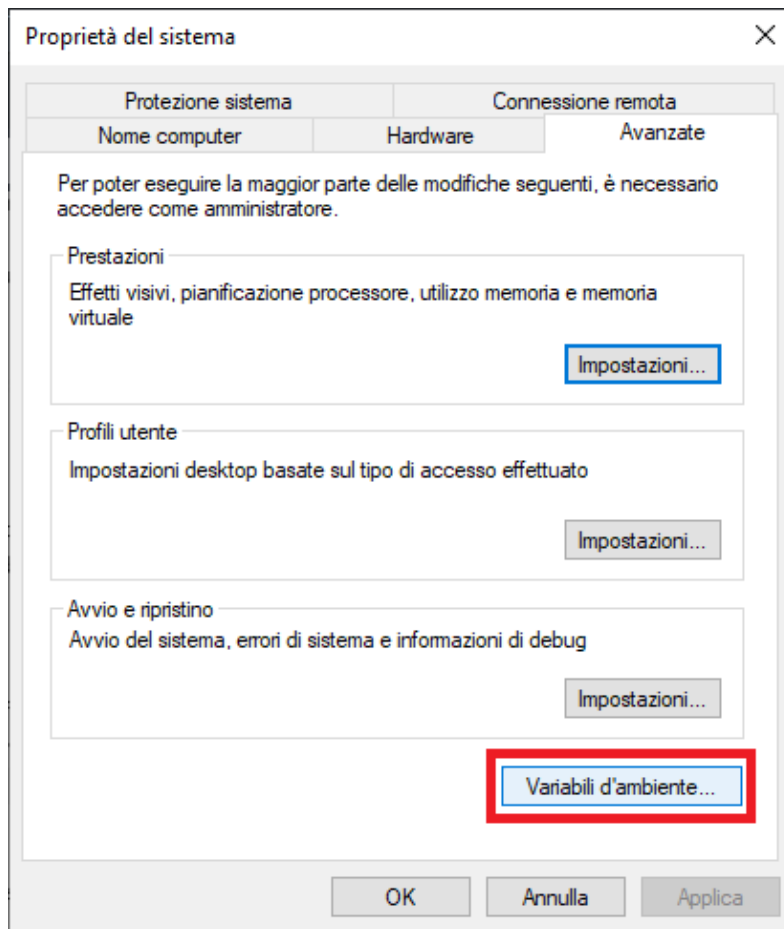 Proprietà del sistema
Protezione sistema
Connessione remota
Nome computer
Hardware
Avanzate
Per poter eseguire la maggior parte delle modifiche seguenti, è necessario
accedere come amministratore.
Prestazioni
Effetti visivi, pianificazione processore, utilizzo memoria e memoria
virtuale
Impostazioni...
Profili utente
Impostazioni desktop basate sul tipo di accesso effettuato
Impostazioni...
Avvio e ripristino
Avvio del sistema, errori di sistema e informazioni di debug
Impostazioni...
Variabili d'ambiente...
OK
Annulla
Applica